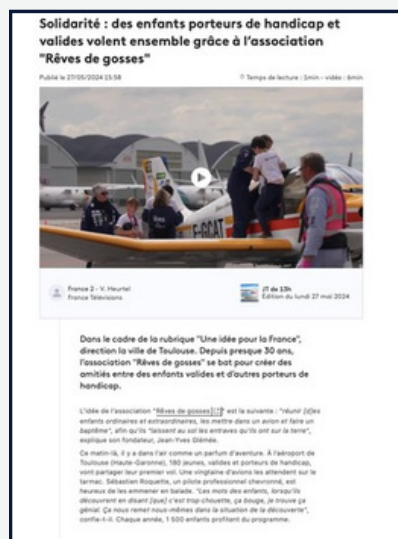 Solidarité : des enfants porteurs de handicap et
valides volent ensemble grâce à l'association
"Rêves de gosses"
Publié le 27/05/2024 15:58
Temps de lecture : 1min - vidéo : 6min
F-GCAT
France 2 - V. Heurtel
France Télévisions
JT de 13h
Édition du lundi 27 mai 2024
Dans le cadre de la rubrique "Une idée pour la France",
direction la ville de Toulouse. Depuis presque 30 ans,
l'association "Rêves de gosses" se bat pour créer des
amitiés entre des enfants valides et d'autres porteurs de
handicap.
L'idée de l'association "Rêves de gosses" est la suivante : "réunir [d]es
enfants ordinaires et extraordinaires, les mettre dans un avion et faire un
baptême", afin qu'ils "laissent au sol les entraves qu'ils ont sur la terre",
explique son fondateur, Jean-Yves Glémée.
Ce matin-là, il y a dans l'air comme un parfum d'aventure. À l'aéroport de
Toulouse (Haute-Garonne), 180 jeunes, valides et porteurs de handicap,
vont partager leur premier vol. Une vingtaine d'avions les attendent sur le
tarmac. Sébastien Roquette, un pilote professionnel chevronné, est
heureux de les emmener en balade. "Les mots des enfants, lorsqu'ils
découvrent en disant [que] c'est trop chouette, ça bouge, je trouve ça
génial. Ça nous remet nous-mêmes dans la situation de la découverte",
confie-t-il. Chaque année, 1 500 enfants profitent du programme.